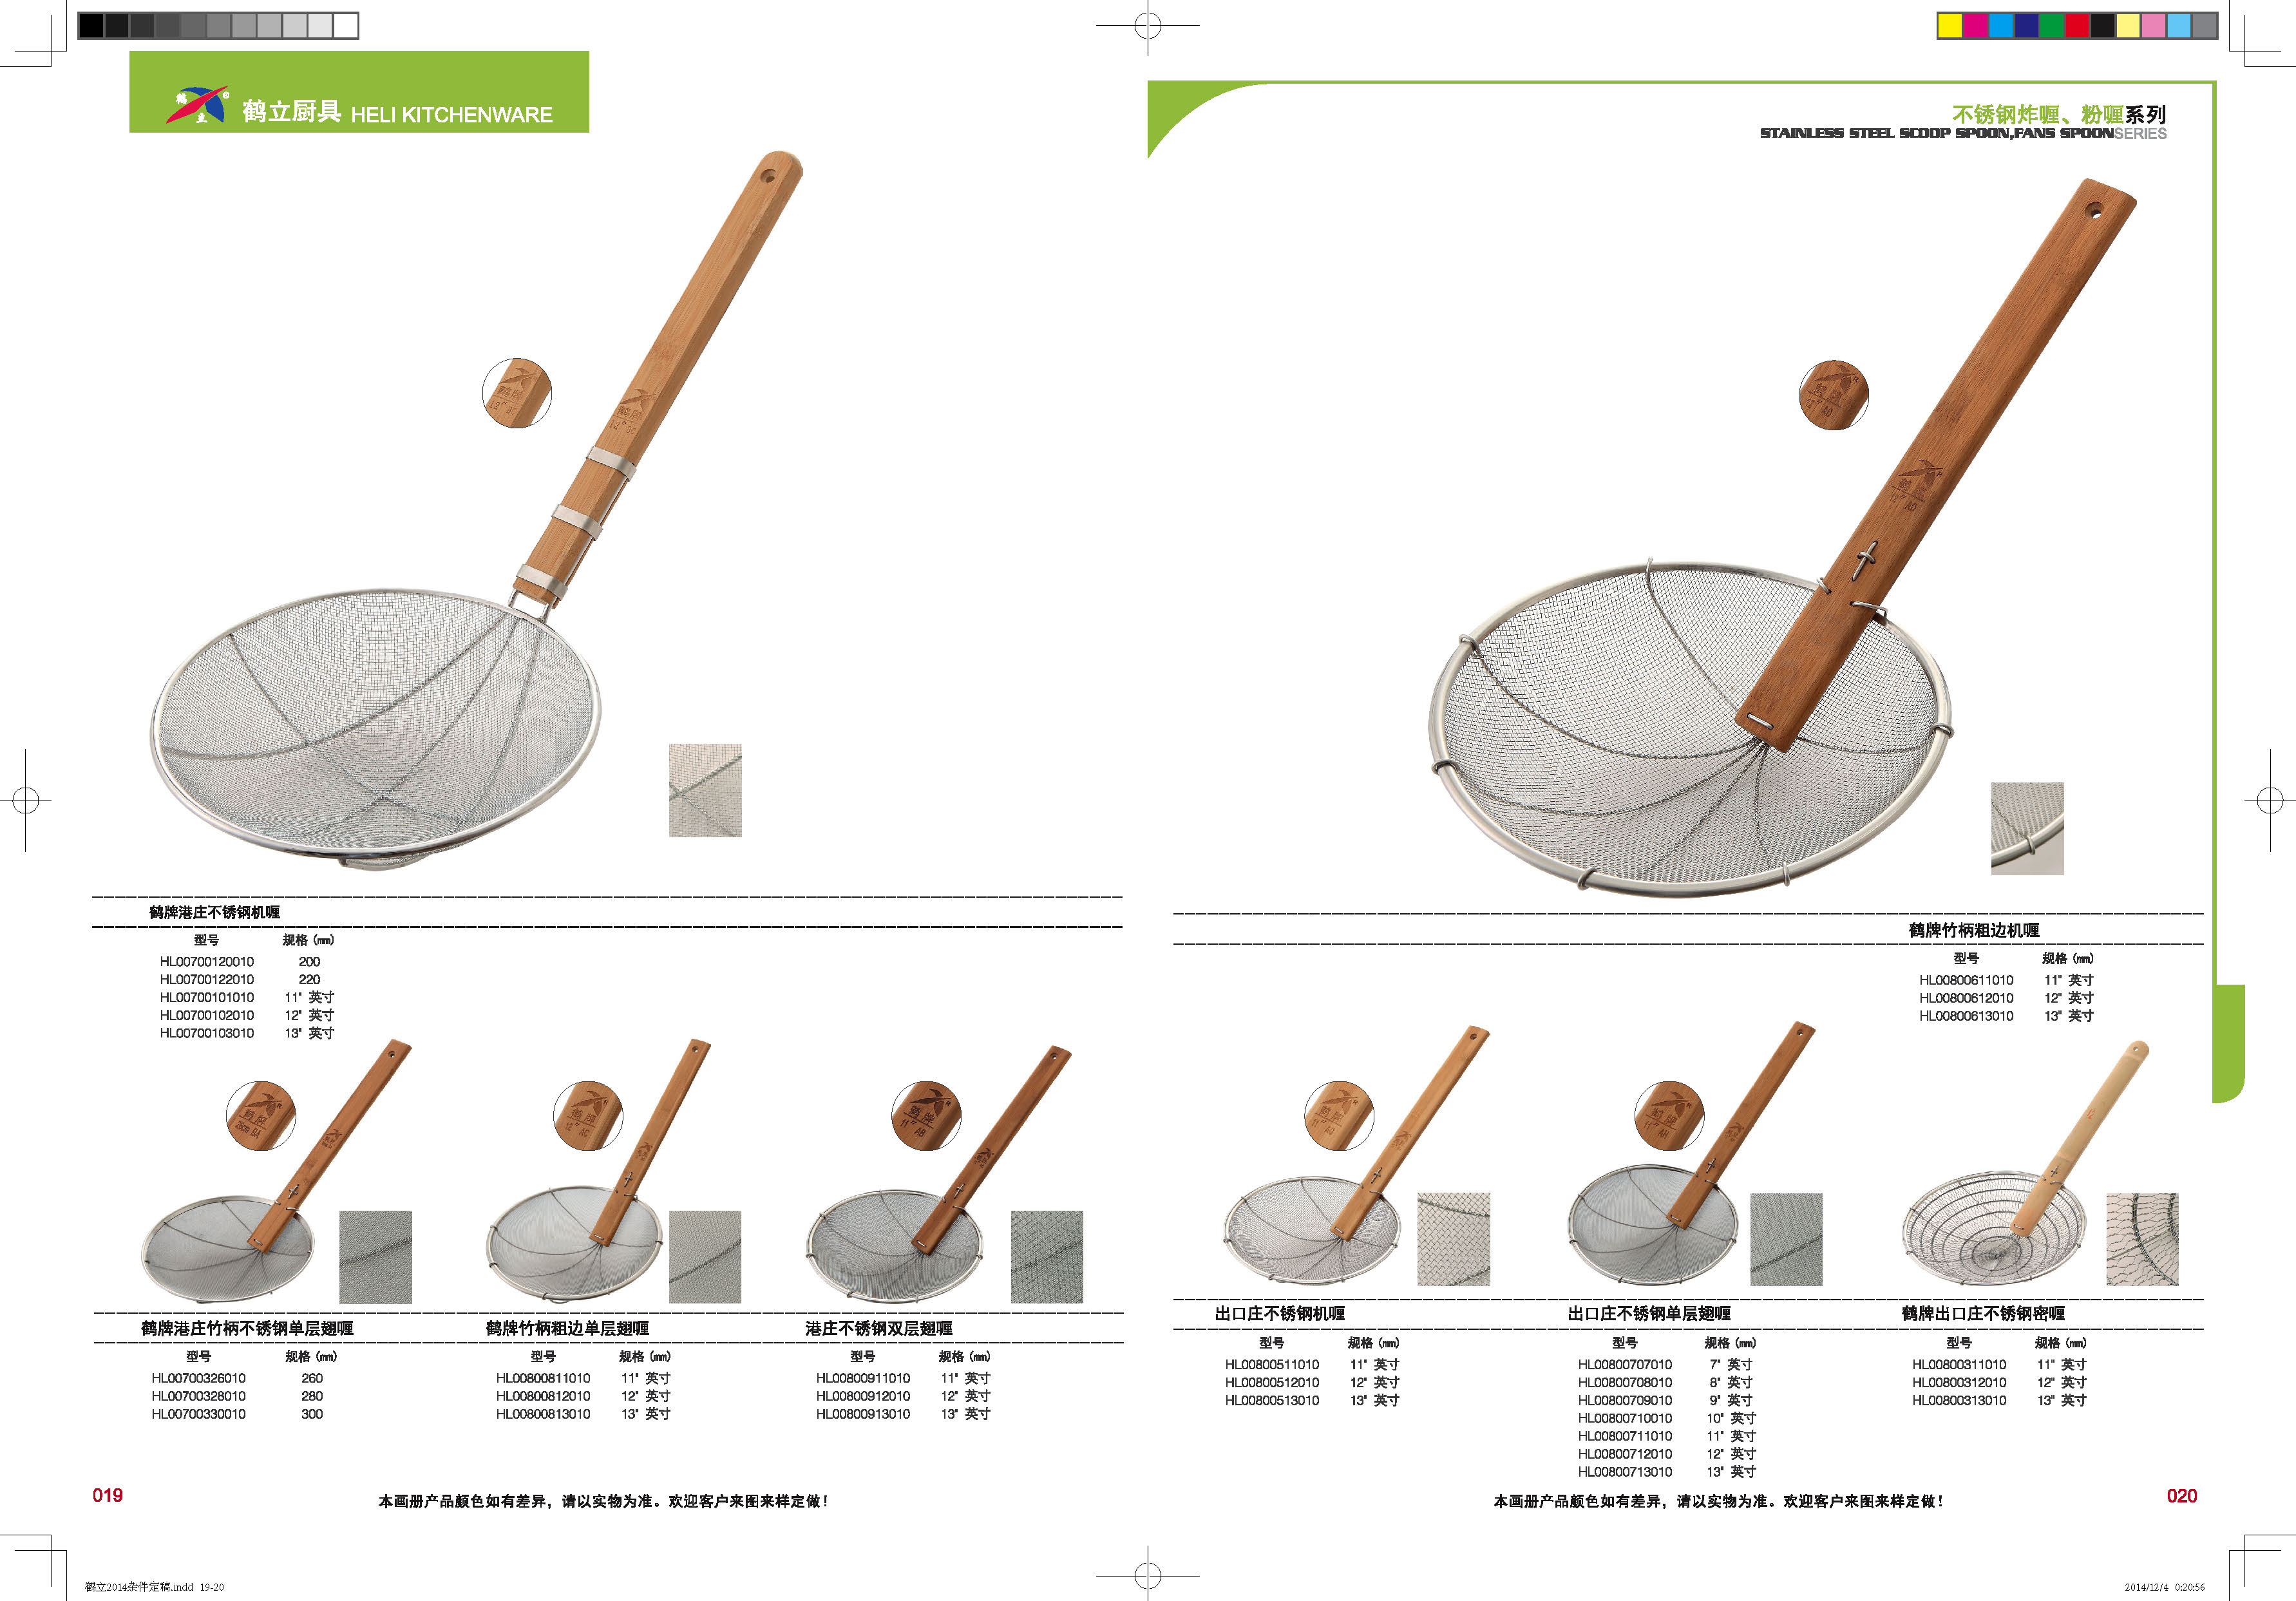 鹤立厨具 HELI KITCHENWARE
不锈钢炸喱、粉喱系列
STAINLESS STEEL SCOOP SPOON,FANS SPOONSERIES
鹤牌港庄不锈钢机喱
型号 规格 (mm)
HL00700120010 200
HL00700122010 220
HL00700101010 11" 英寸
HL00700102010 12" 英寸
HL00700103010 13" 英寸
鹤牌竹柄粗边机喱
型号 规格 (mm)
HL00800611010 11" 英寸
HL00800612010 12" 英寸
HL00800613010 13" 英寸
鹤牌
26cm BA
鹤牌
12" AC
鹤牌
11" AB
鹤牌港庄竹柄不锈钢单层翅喱
型号 规格 (mm)
HL00700326010 260
HL00700328010 280
HL00700330010 300
鹤牌竹柄粗边单层翅喱
型号 规格 (mm)
HL00800811010 11" 英寸
HL00800812010 12" 英寸
HL00800813010 13" 英寸
港庄不锈钢双层翅喱
型号 规格 (mm)
HL00800911010 11" 英寸
HL00800912010 12" 英寸
HL00800913010 13" 英寸
出口庄不锈钢机喱
型号 规格 (mm)
HL00800511010 11" 英寸
HL00800512010 12" 英寸
HL00800513010 13" 英寸
出口庄不锈钢单层翅喱
型号 规格 (mm)
HL00800707010 7" 英寸
HL00800708010 8" 英寸
HL00800709010 9" 英寸
HL00800710010 10" 英寸
HL00800711010 11" 英寸
HL00800712010 12" 英寸
HL00800713010 13" 英寸
鹤牌出口庄不锈钢密喱
型号 规格 (mm)
HL00800311010 11" 英寸
HL00800312010 12" 英寸
HL00800313010 13" 英寸
019
本画册产品颜色如有差异，请以实物为准。欢迎客户来图来样定做！
本画册产品颜色如有差异，请以实物为准。欢迎客户来图来样定做！
020
鹤立2014杂件定稿.indd 19-20
2014/12/4 0:20:56